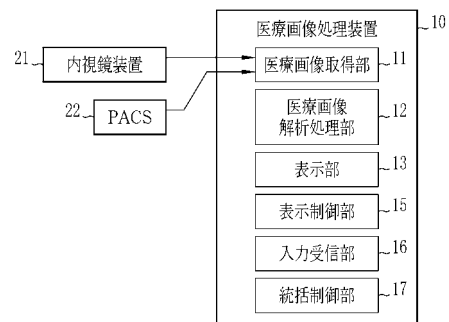 医療画像処理装置
10
21
内視鏡装置
医療画像取得部
11
22
PACS
医療画像
解析処理部
12
表示部
13
表示制御部
15
入力受信部
16
統括制御部
17